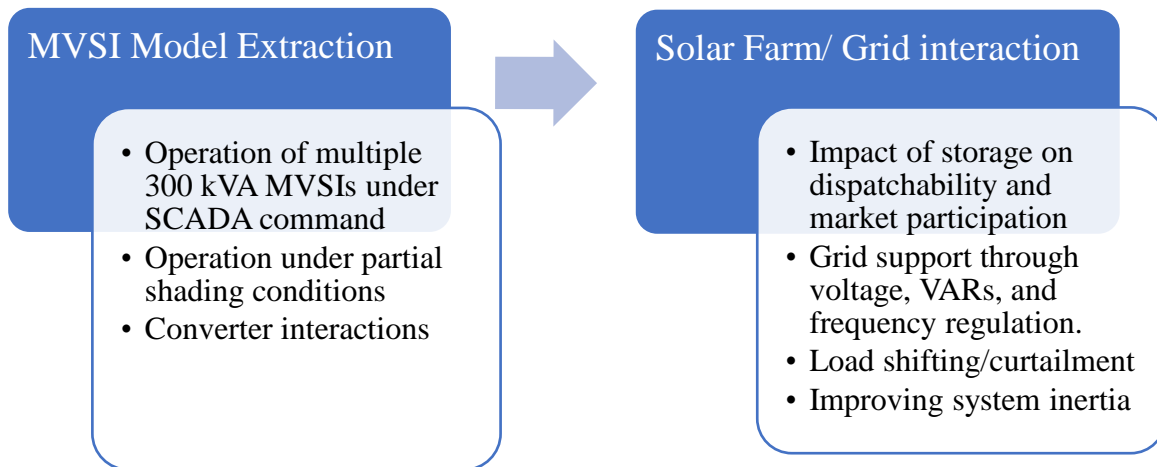 MVSI Model Extraction
• Operation of multiple
300 kVA MVSIs under
SCADA command
• Operation under partial
shading conditions
• Converter interactions
Solar Farm/ Grid interaction
• Impact of storage on
dispatchability and
market participation
• Grid support through
voltage, VARs, and
frequency regulation.
• Load shifting/curtailment
• Improving system inertia